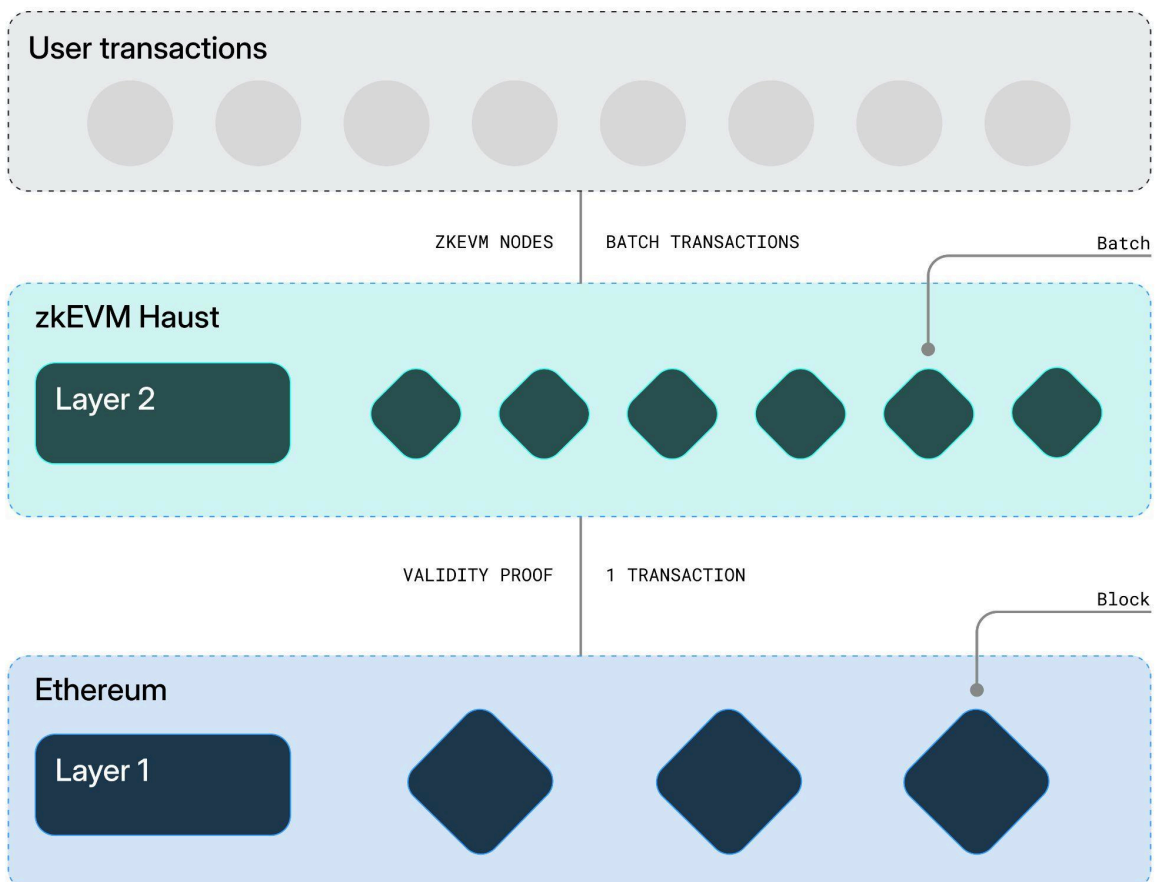 User transactions
ZKEVM NODES
BATCH TRANSACTIONS
Batch
zkEVM Haust
Layer 2
VALIDITY PROOF
1 TRANSACTION
Block
Ethereum
Layer 1